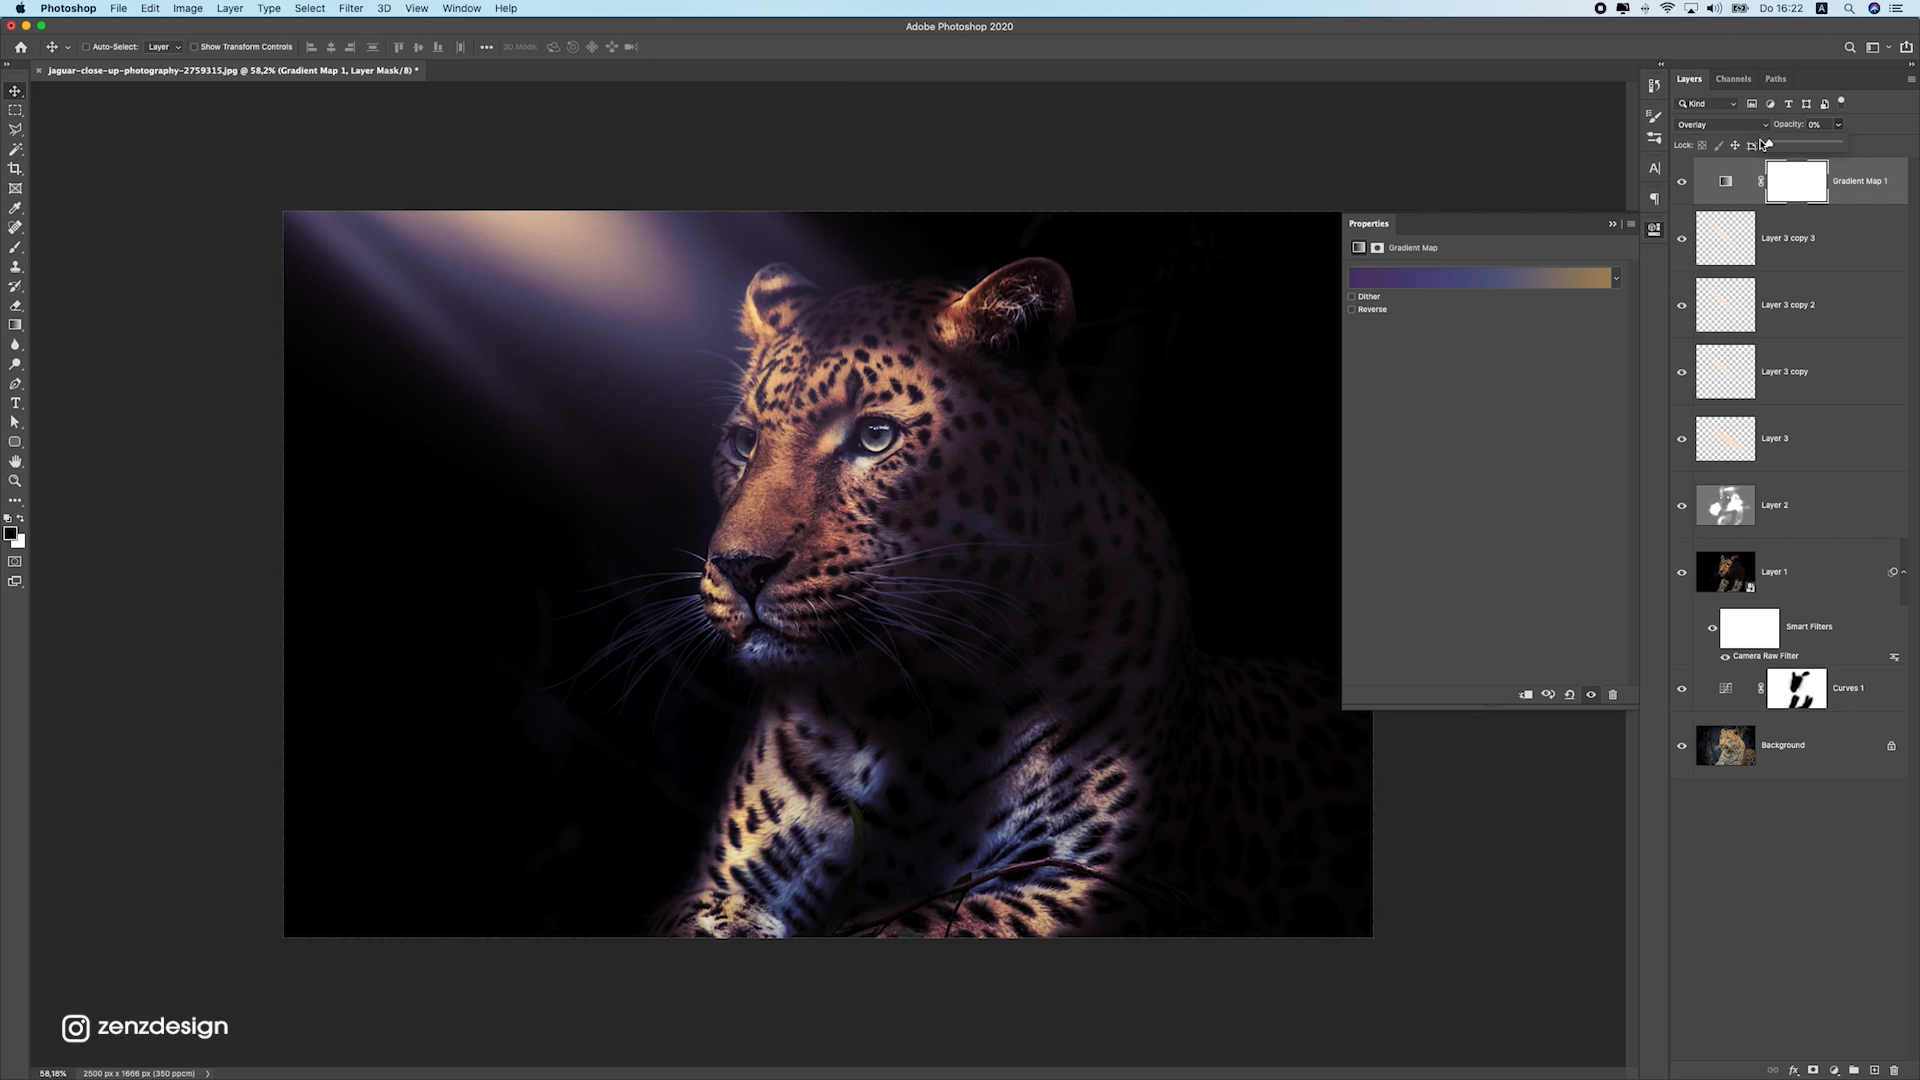 Photoshop File Edit Image Layer Type Select Filter 3D View Window Help Do 16:22 A
Adobe Photoshop 2020
Auto-Select: Layer Show Transform Controls 3D Mode:
jaguar-close-up-photography-2759315.jpg @ 58,2% (Gradient Map 1, Layer Mask/8) *
Layers Channels Paths
Kind
Overlay Opacity: 0%
Lock:
Gradient Map 1
Layer 3 copy 3
Layer 3 copy 2
Layer 3 copy
Layer 3
Layer 2
Layer 1
Smart Filters
Camera Raw Filter
Curves 1
Background
Properties
Gradient Map
Dither
Reverse
zenzdesign
58,18% 2500 px x 1666 px (350 ppcm)